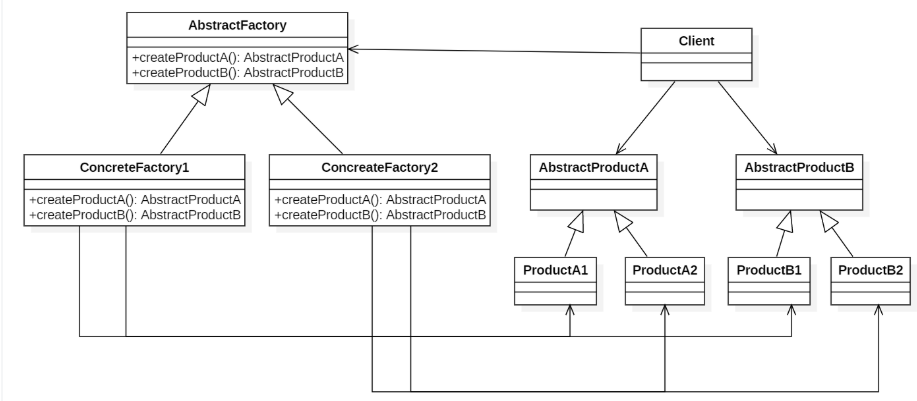 AbstractFactory
+createProductA(): AbstractProductA
+createProductB(): AbstractProductB
Client
ConcreteFactory1
+createProductA(): AbstractProductA
+createProductB(): AbstractProductB
ConcreateFactory2
+createProductA(): AbstractProductA
+createProductB(): AbstractProductB
AbstractProductA
AbstractProductB
ProductA1
ProductA2
ProductB1
ProductB2